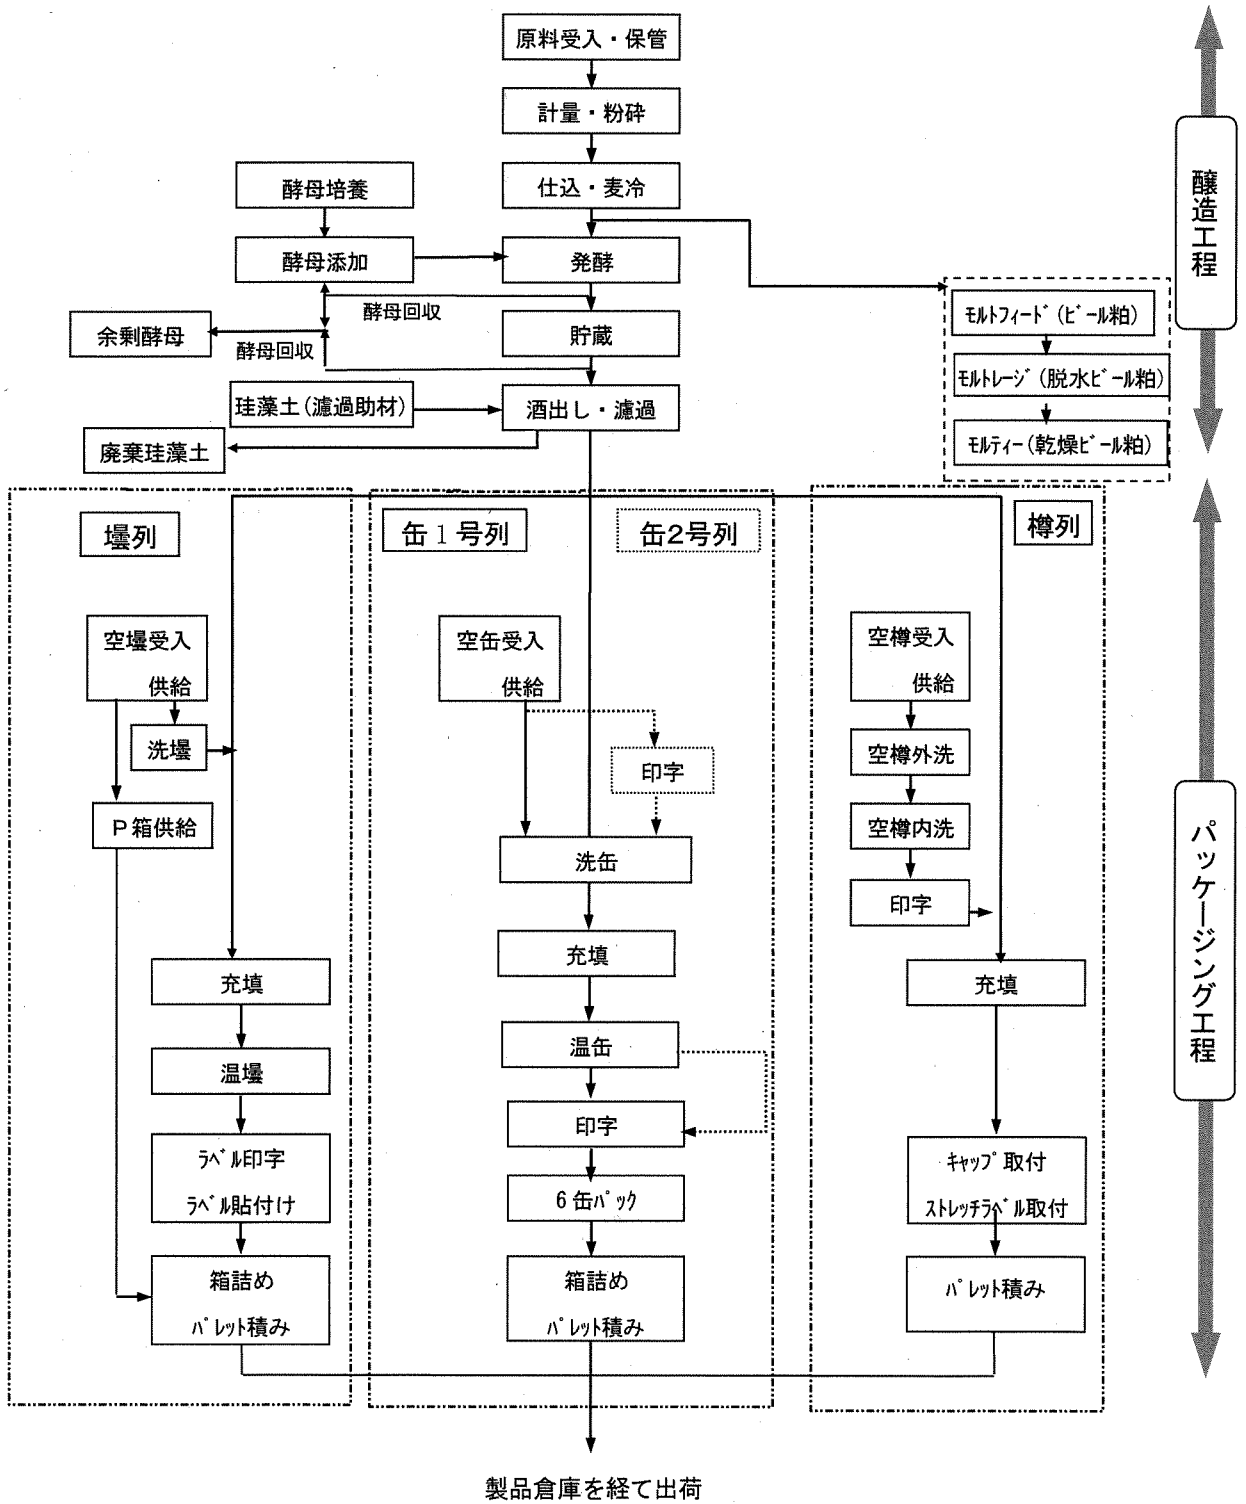 原料受入・保管
計量・粉砕
仕込・麦冷
酵母培養
酵母添加
発酵
酵母回収
余剰酵母
酵母回収
貯蔵
珪藻土(濾過助材)
酒出し・濾過
廃棄珪藻土
ﾓﾙﾄﾌｨｰﾄﾞ(ﾋﾞｰﾙ粕)
ﾓﾙﾄﾚｰｼﾞ(脱水ﾋﾞｰﾙ粕)
ﾓﾙﾃｨｰ(乾燥ﾋﾞｰﾙ粕)
醸造工程
壜列
空壜受入
供給
洗壜
Ｐ箱供給
充填
温壜
ﾗﾍﾞﾙ印字
ﾗﾍﾞﾙ貼付け
箱詰め
ﾊﾟﾚｯﾄ積み
缶１号列
缶２号列
空缶受入
供給
印字
洗缶
充填
温缶
印字
６缶ﾊﾟｯｸ
箱詰め
ﾊﾟﾚｯﾄ積み
樽列
空樽受入
供給
空樽外洗
空樽内洗
印字
充填
ｷｬｯﾌﾟ取付
ｽﾄﾚｯﾁﾗﾍﾞﾙ取付
ﾊﾟﾚｯﾄ積み
パッケージング工程
製品倉庫を経て出荷